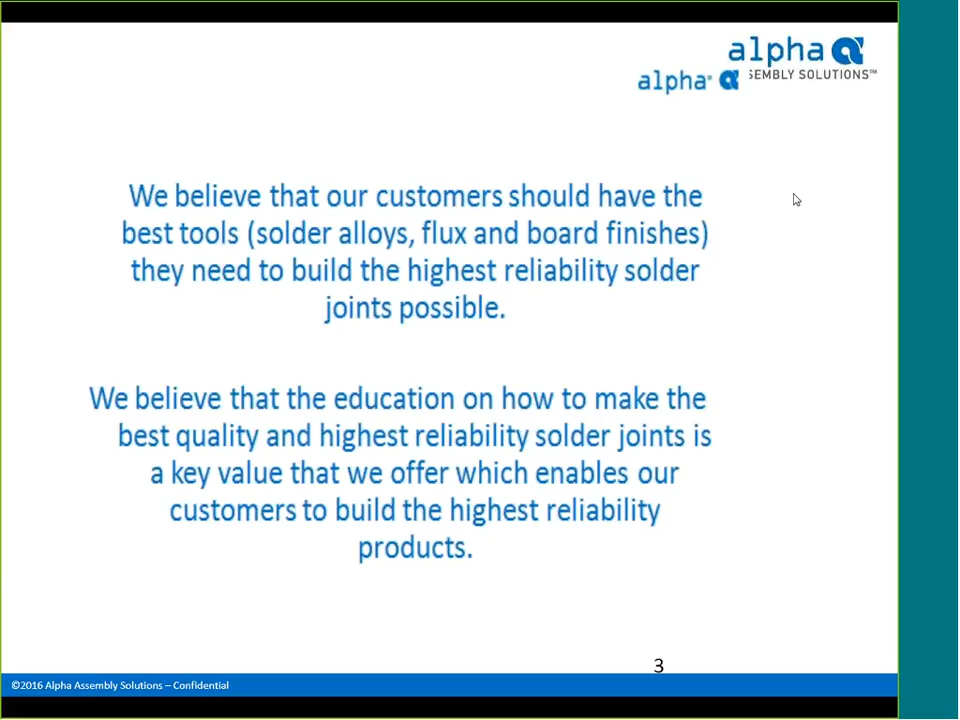 alpha
alpha® SEMBLY SOLUTIONS™
We believe that our customers should have the
best tools (solder alloys, flux and board finishes)
they need to build the highest reliability solder
joints possible.
We believe that the education on how to make the
best quality and highest reliability solder joints is
a key value that we offer which enables our
customers to build the highest reliability
products.
3
©2016 Alpha Assembly Solutions – Confidential